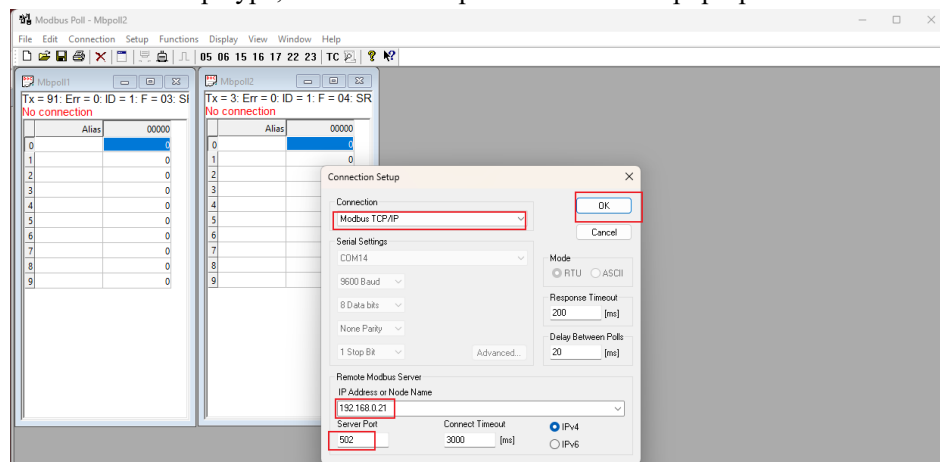 Modbus Poll - Mbpoll2
File Edit Connection Setup Functions Display View Window Help
05 06 15 16 17 22 23 TC
Mbpoll1
Tx = 91: Err = 0: ID = 1: F = 03: SI
No connection
Alias 00000
0 0
1 0
2 0
3 0
4 0
5 0
6 0
7 0
8 0
9 0
Mbpoll2
Tx = 3: Err = 0: ID = 1: F = 04: SR
No connection
Alias 00000
0 0
1 0
2
3
4
5
6
7
8
9
Connection Setup
Connection
Modbus TCP/IP
OK
Cancel
Serial Settings
COM14
9600 Baud
8 Data bits
None Parity
1 Stop Bit
Advanced...
Mode
RTU ASCII
Response Timeout
200 [ms]
Delay Between Polls
20 [ms]
Remote Modbus Server
IP Address or Node Name
192.168.0.21
Server Port Connect Timeout
502 3000 [ms]
IPv4
IPv6